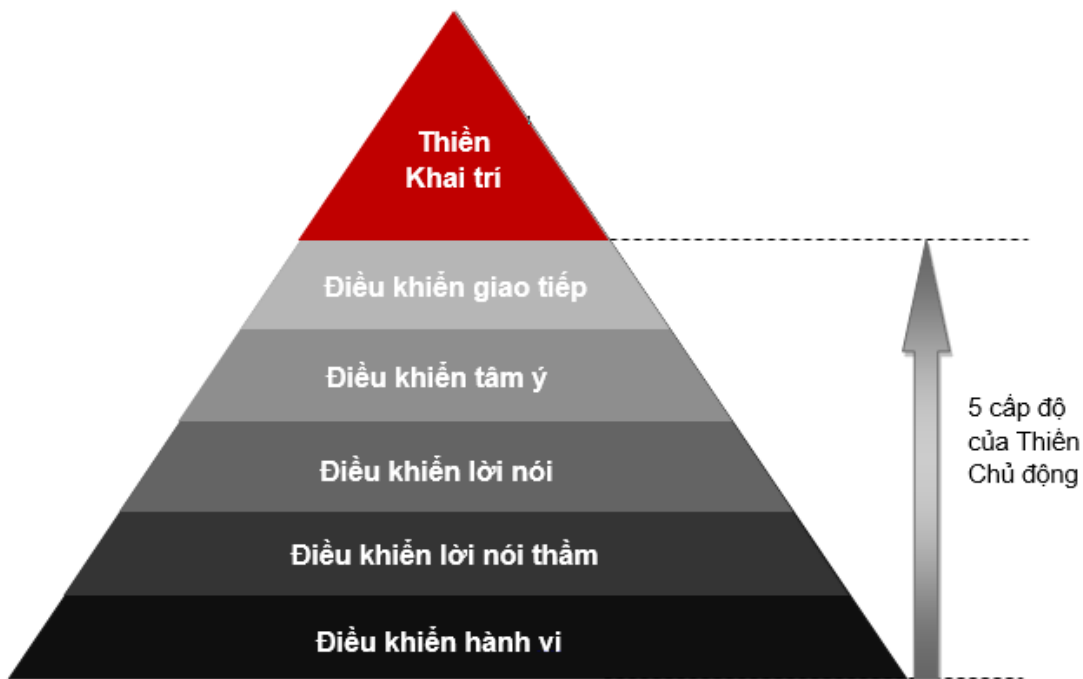 Thiền
Khai trí
Điều khiển giao tiếp
Điều khiển tâm ý
Điều khiển lời nói
Điều khiển lời nói thầm
Điều khiển hành vi
5 cấp độ
của Thiền
Chủ động